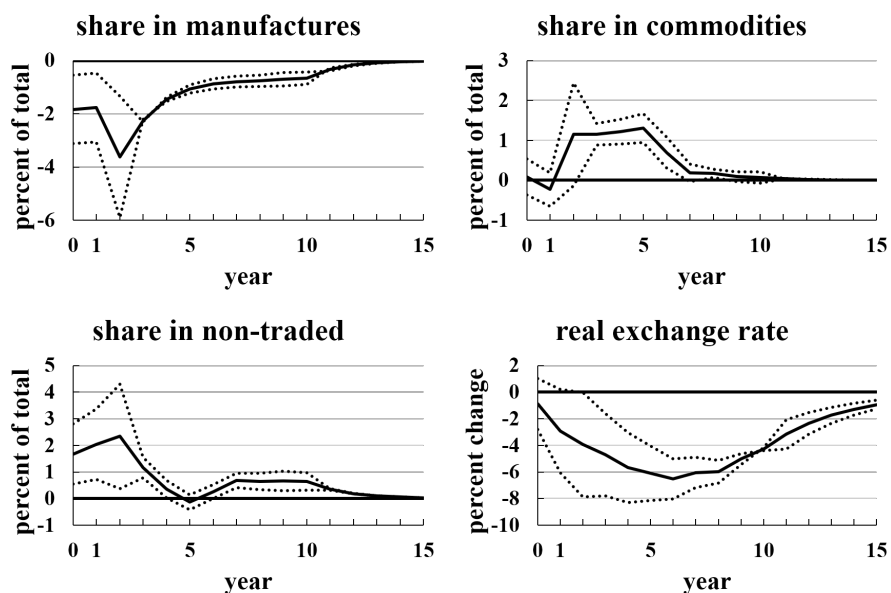 share in manufactures
percent of total
0
-2
-4
-6
0 1 5 10 15
year
share in commodities
percent of total
3
2
1
0
-1
0 1 5 10 15
year
share in non-traded
percent of total
5
4
3
2
1
0
-1
0 1 5 10 15
year
real exchange rate
percent change
2
0
-2
-4
-6
-8
-10
0 1 5 10 15
year